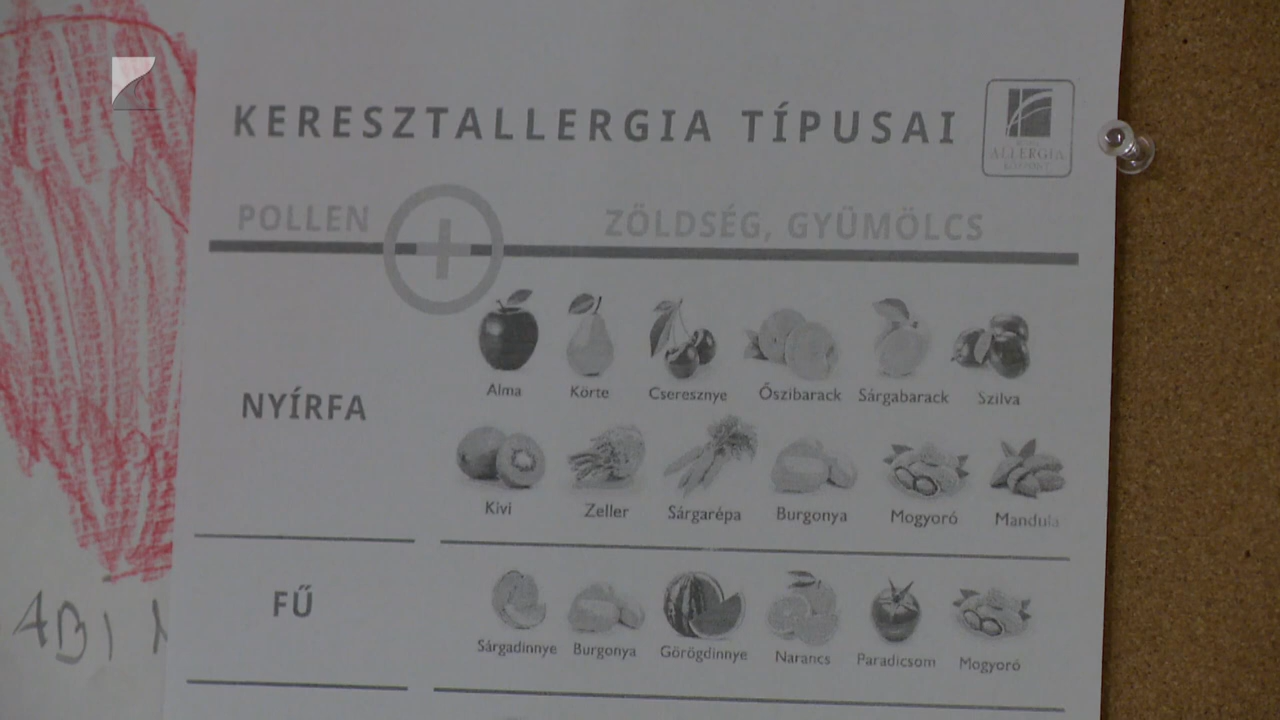 KERESZTALLERGIA TÍPUSAI
ALLERGIA
POLLEN
ZÖLDSÉG, GYÜMÖLCS
NYÍRFA
Alma Körte Cseresznye Őszibarack Sárgabarack Szilva
Kivi Zeller Sárgarépa Burgonya Mogyoró Mandula
FŰ
Sárgadinnye Burgonya Görögdinnye Narancs Paradicsom Mogyoró